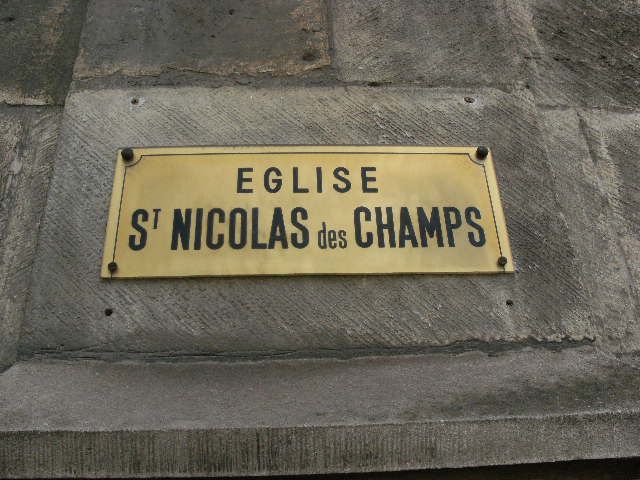 EGLISE
ST NICOLAS des CHAMPS